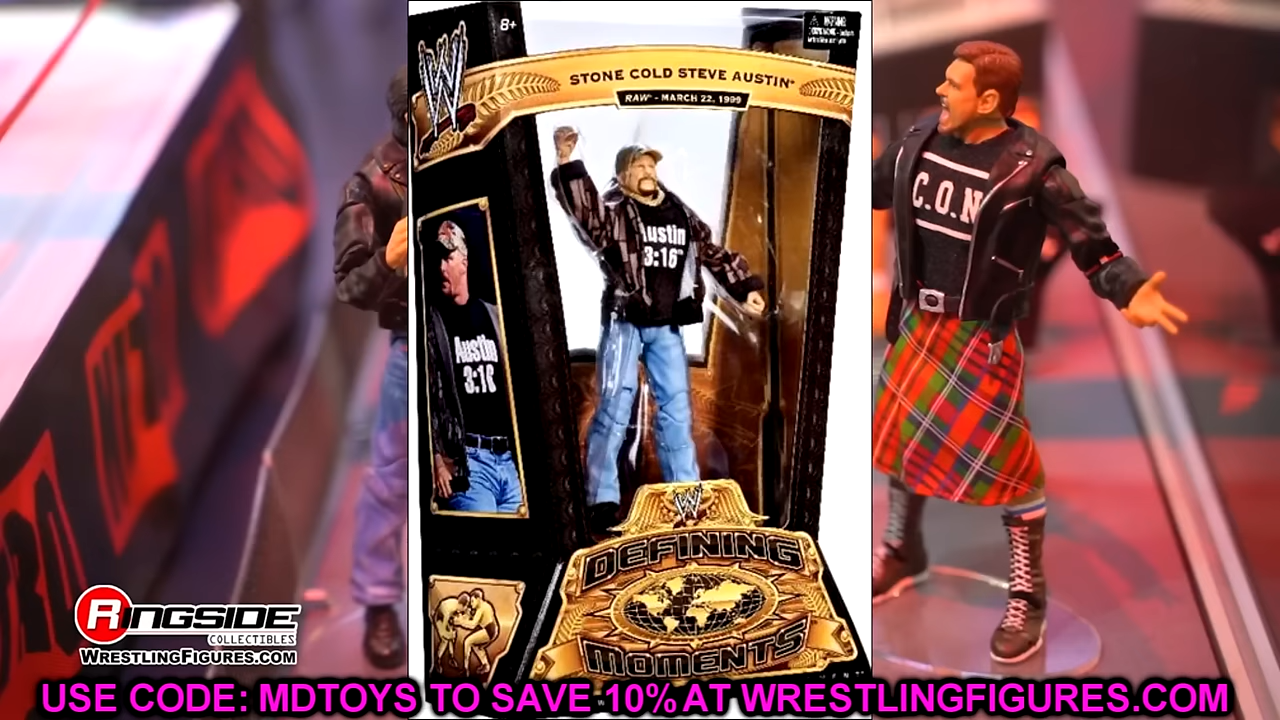 8+
W
STONE COLD STEVE AUSTIN
RAW - MARCH 22, 1999
WARNING
Austin
3:16
Austin
3:16
C.O.N
W
DEFINING
MOMENTS
RINGSIDE
COLLECTIBLES
WRESTLINGFIGURES.COM
USE CODE: MDTOYS TO SAVE 10% AT WRESTLINGFIGURES.COM